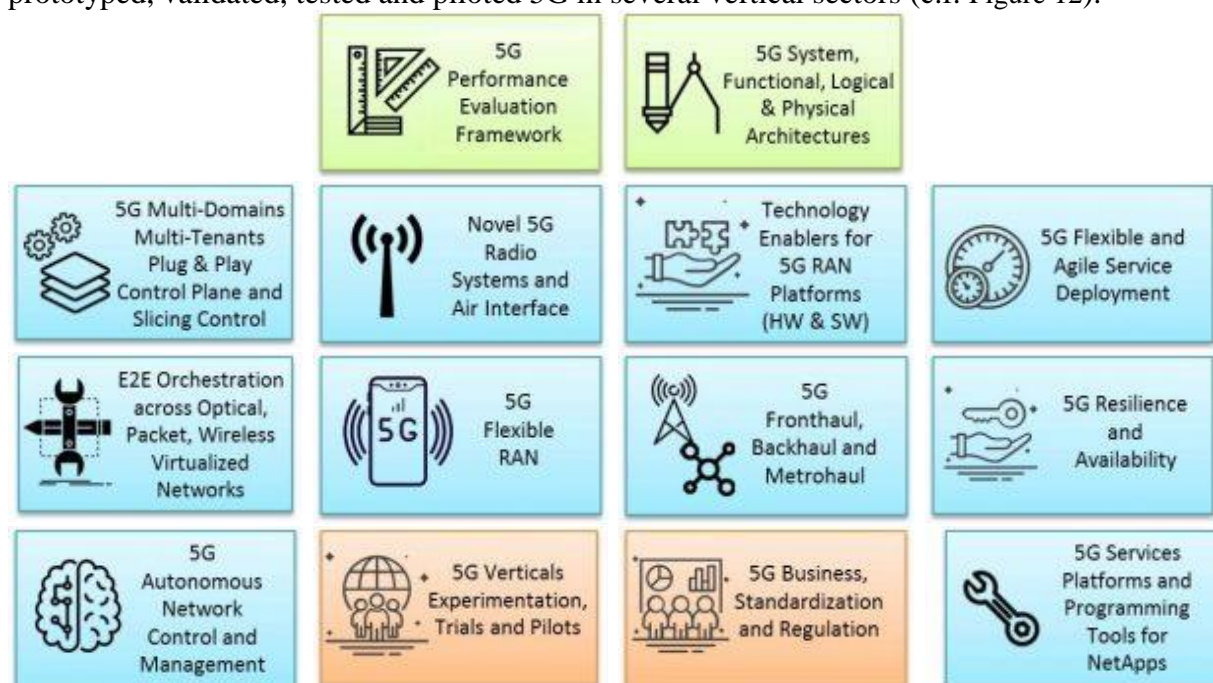 prototyped, validated, tested and piloted 5G in several vertical sectors (c.f. Figure 12).
5G
Performance
Evaluation
Framework
5G System,
Functional, Logical
& Physical
Architectures
5G Multi-Domains
Multi-Tenants
Plug & Play
Control Plane and
Slicing Control
Novel 5G
Radio
Systems and
Air Interface
Technology
Enablers for
5G RAN
Platforms
(HW & SW)
5G Flexible and
Agile Service
Deployment
E2E Orchestration
across Optical,
Packet, Wireless
Virtualized
Networks
5G
5G
Flexible
RAN
5G
Fronthaul,
Backhaul and
Metrohaul
5G Resilience
and
Availability
5G
Autonomous
Network
Control and
Management
5G Verticals
Experimentation,
Trials and Pilots
5G Business,
Standardization
and Regulation
5G Services
Platforms and
Programming
Tools for
NetApps